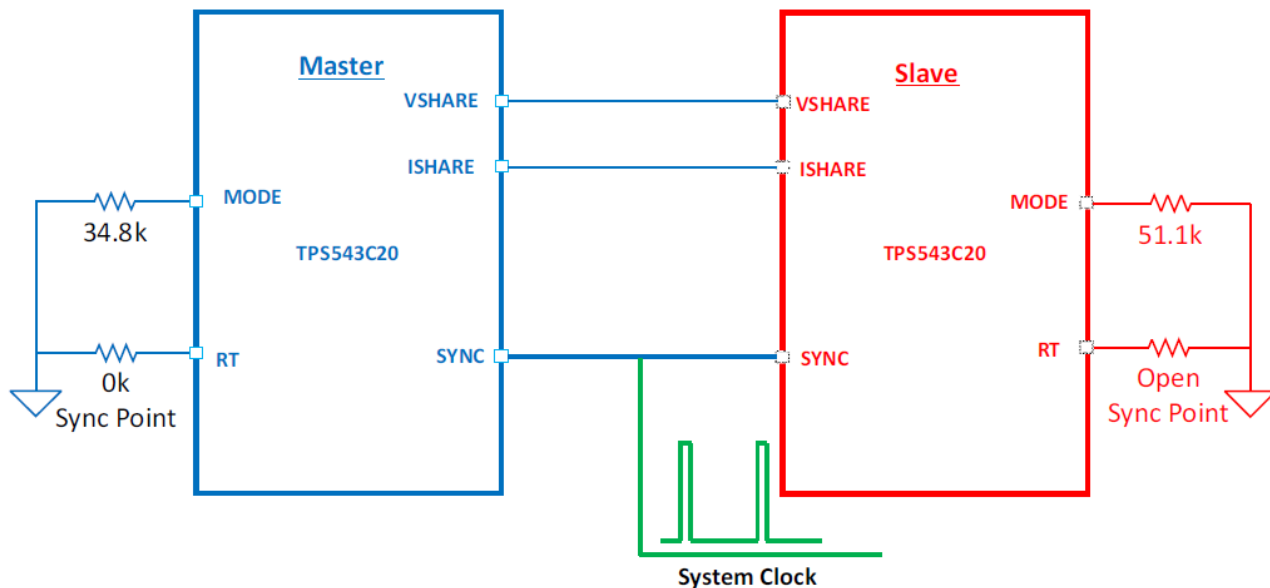 Master
VSHARE
ISHARE
MODE
34.8k
TPS543C20
RT
SYNC
0k
Sync Point
Slave
VSHARE
ISHARE
MODE
51.1k
TPS543C20
RT
SYNC
Open
Sync Point
System Clock